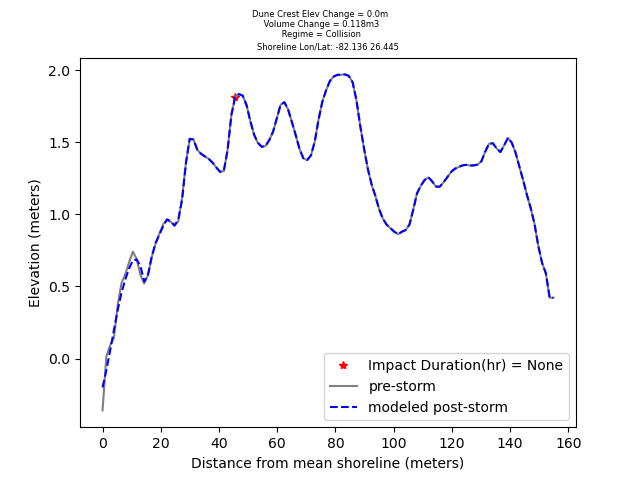 Dune Crest Elev Change = 0.0m
Volume Change = 0.118m3
Regime = Collision
Shoreline Lon/Lat: -82.136 26.445
2.0
1.5
1.0
0.5
0.0
Elevation (meters)
Impact Duration(hr) = None
pre-storm
modeled post-storm
0 20 40 60 80 100 120 140 160
Distance from mean shoreline (meters)